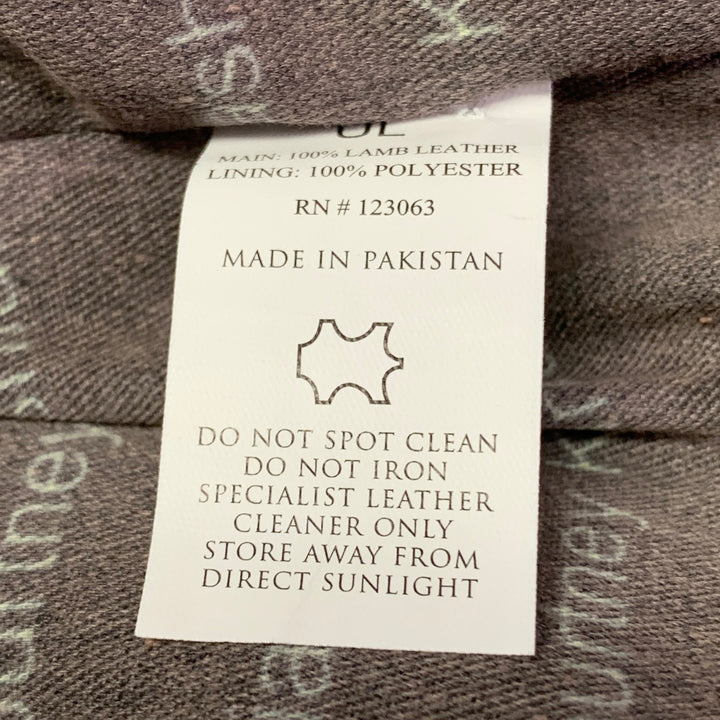 MAIN: 100% LAMB LEATHER
LINING: 100% POLYESTER
RN # 123063
MADE IN PAKISTAN
DO NOT SPOT CLEAN
DO NOT IRON
SPECIALIST LEATHER
CLEANER ONLY
STORE AWAY FROM
DIRECT SUNLIGHT